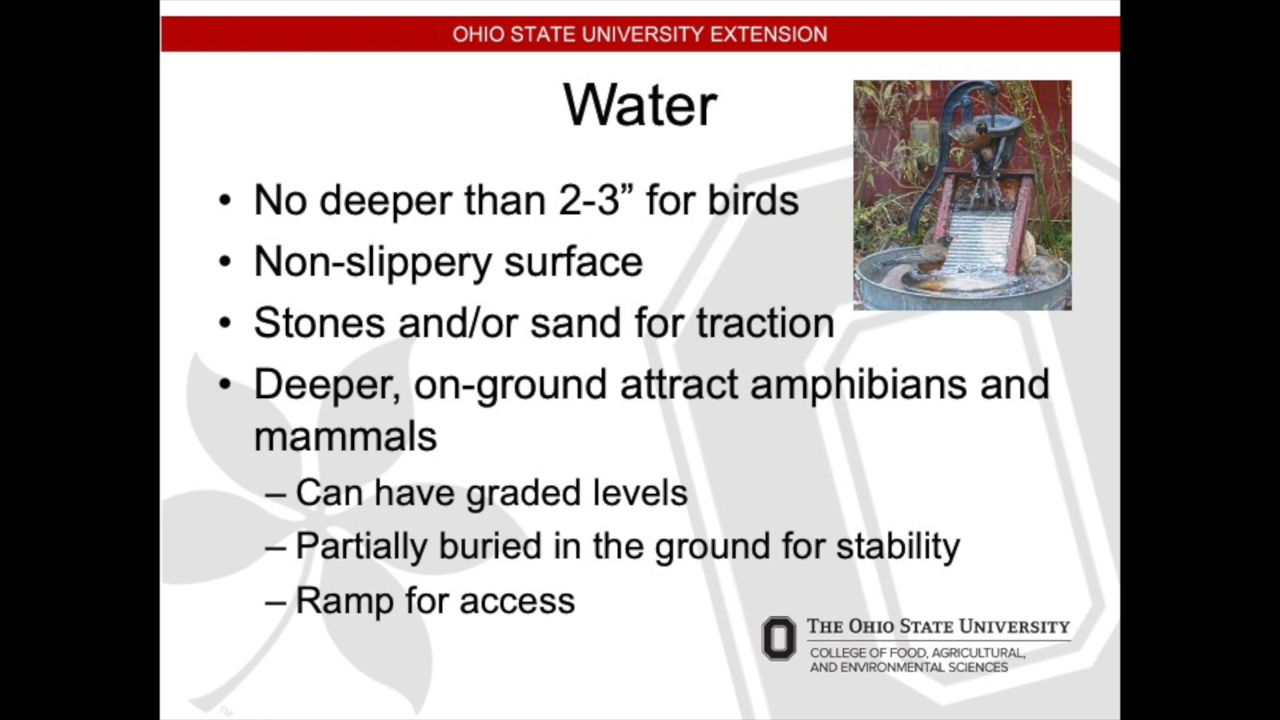 OHIO STATE UNIVERSITY EXTENSION
Water
• No deeper than 2-3” for birds
• Non-slippery surface
• Stones and/or sand for traction
• Deeper, on-ground attract amphibians and
mammals
– Can have graded levels
– Partially buried in the ground for stability
– Ramp for access
THE OHIO STATE UNIVERSITY
COLLEGE OF FOOD, AGRICULTURAL,
AND ENVIRONMENTAL SCIENCES
TM